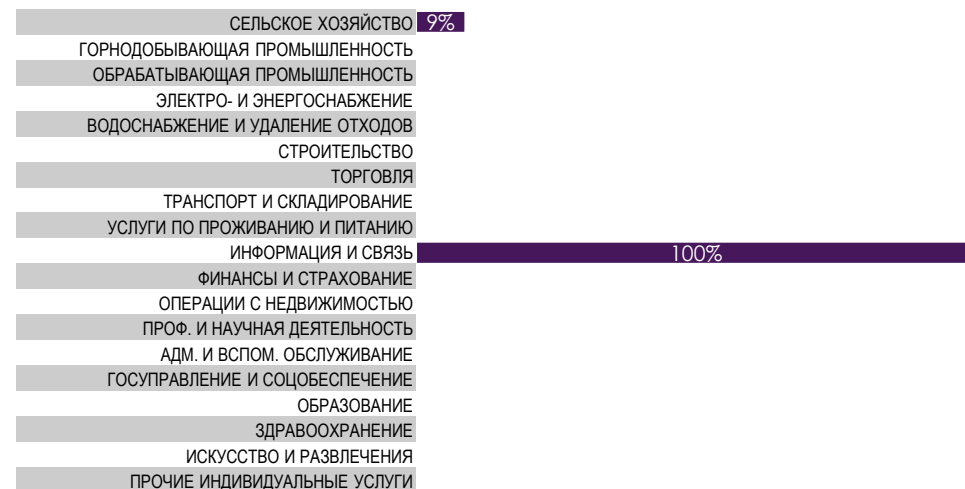 СЕЛЬСКОЕ ХОЗЯЙСТВО 9%
ГОРНОДОБЫВАЮЩАЯ ПРОМЫШЛЕННОСТЬ
ОБРАБАТЫВАЮЩАЯ ПРОМЫШЛЕННОСТЬ
ЭЛЕКТРО- И ЭНЕРГОСНАБЖЕНИЕ
ВОДОСНАБЖЕНИЕ И УДАЛЕНИЕ ОТХОДОВ
СТРОИТЕЛЬСТВО
ТОРГОВЛЯ
ТРАНСПОРТ И СКЛАДИРОВАНИЕ
УСЛУГИ ПО ПРОЖИВАНИЮ И ПИТАНИЮ
ИНФОРМАЦИЯ И СВЯЗЬ 100%
ФИНАНСЫ И СТРАХОВАНИЕ
ОПЕРАЦИИ С НЕДВИЖИМОСТЬЮ
ПРОФ. И НАУЧНАЯ ДЕЯТЕЛЬНОСТЬ
АДМ. И ВСПОМ. ОБСЛУЖИВАНИЕ
ГОСУПРАВЛЕНИЕ И СОЦОБЕСПЕЧЕНИЕ
ОБРАЗОВАНИЕ
ЗДРАВООХРАНЕНИЕ
ИСКУССТВО И РАЗВЛЕЧЕНИЯ
ПРОЧИЕ ИНДИВИДУАЛЬНЫЕ УСЛУГИ